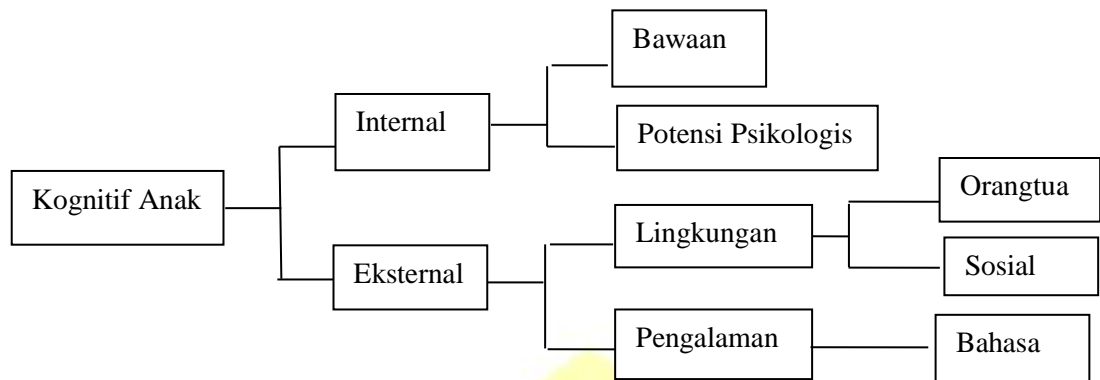 Bawaan
Internal
Potensi Psikologis
Kognitif Anak
Orangtua
Lingkungan
Eksternal
Sosial
Pengalaman
Bahasa